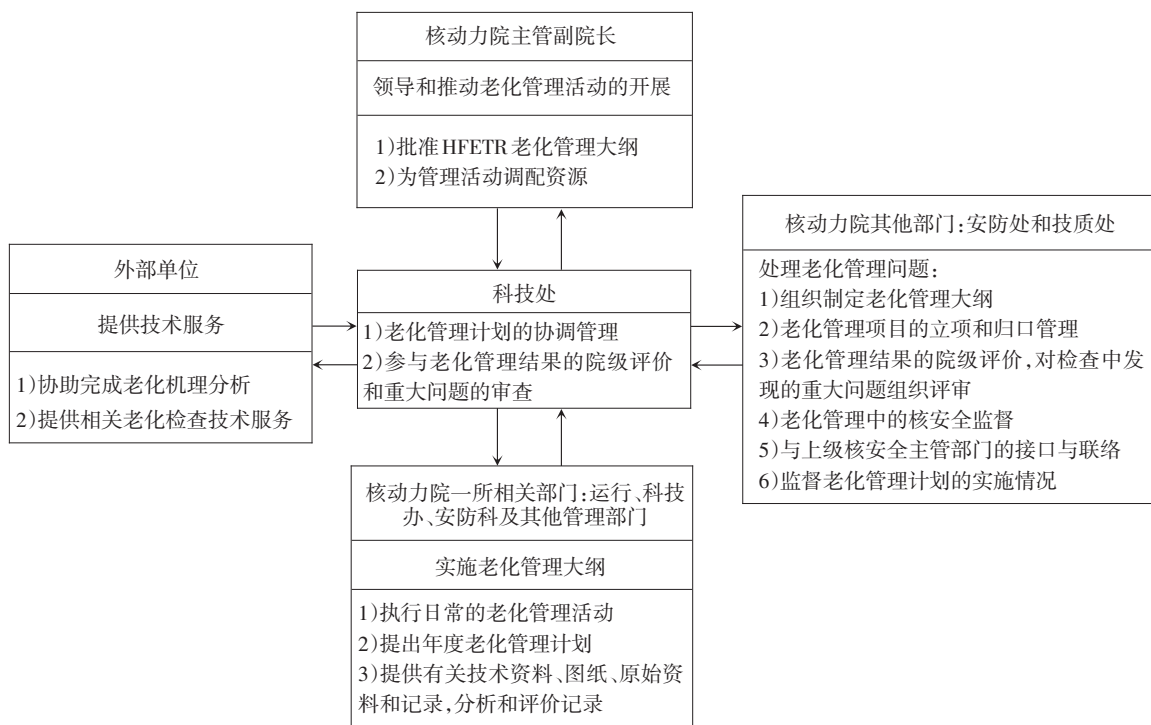 核动力院主管副院长
领导和推动老化管理活动的开展
1)批准HFETR老化管理大纲
2)为管理活动调配资源
外部单位
提供技术服务
1)协助完成老化机理分析
2)提供相关老化检查技术服务
科技处
1)老化管理计划的协调管理
2)参与老化管理结果的院级评价
和重大问题的审查
核动力院其他部门:安防处和技质处
处理老化管理问题:
1)组织制定老化管理大纲
2)老化管理项目的立项和归口管理
3)老化管理结果的院级评价,对检查中发
现的重大问题组织评审
4)老化管理中的核安全监督
5)与上级核安全主管部门的接口与联络
6)监督老化管理计划的实施情况
核动力院一所相关部门:运行、科技
办、安防科及其他管理部门
实施老化管理大纲
1)执行日常的老化管理活动
2)提出年度老化管理计划
3)提供有关技术资料、图纸、原始资
料和记录,分析和评价记录